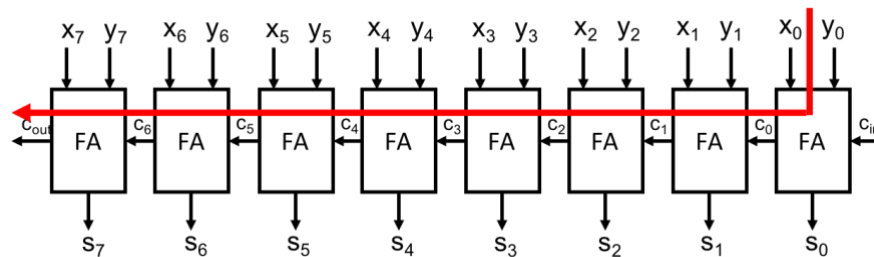 x7 y7 x6 y6 x5 y5 x4 y4 x3 y3 x2 y2 x1 y1 x0 y0
cout c6 c5 c4 c3 c2 c1 c0 cin
FA FA FA FA FA FA FA FA
s7 s6 s5 s4 s3 s2 s1 s0